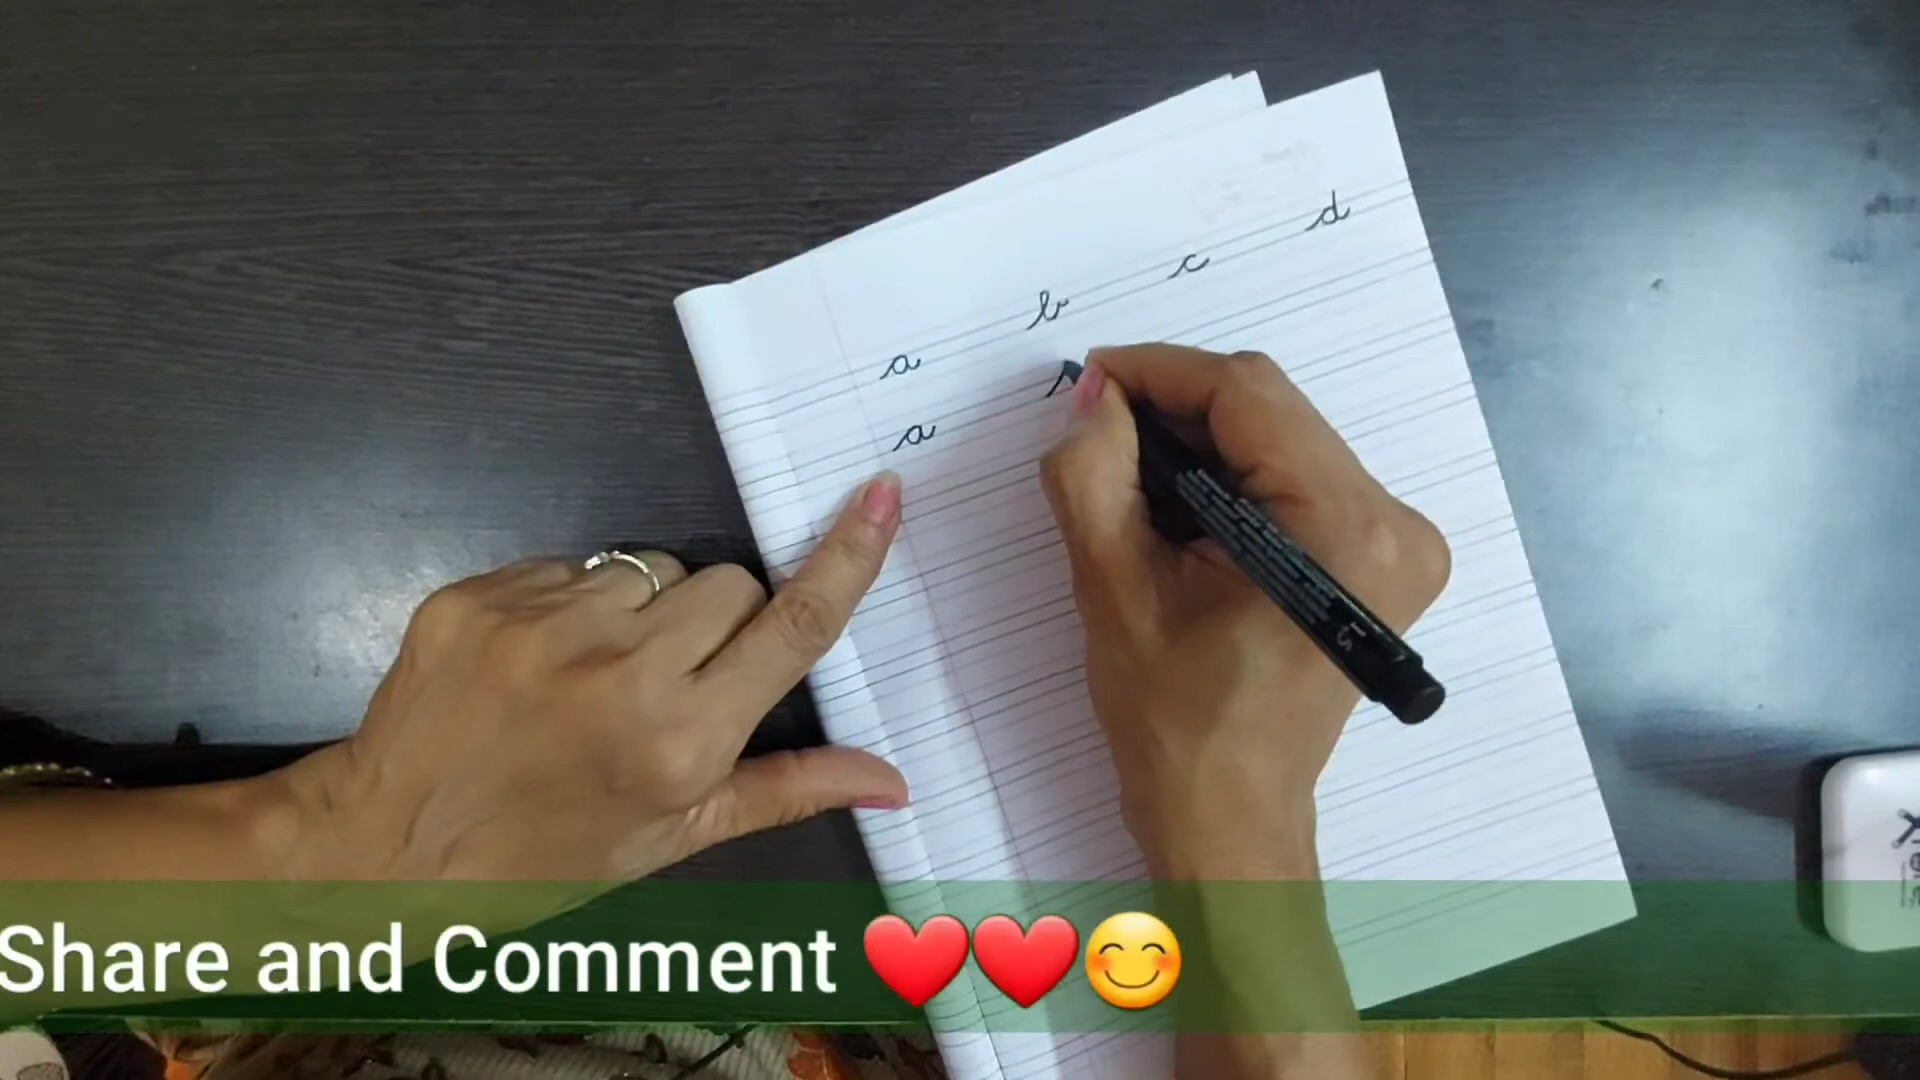 a b c d
a
Share and Comment ❤️❤️😊